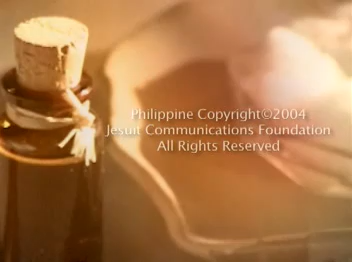 Philippine Copyright©2004
Jesuit Communications Foundation
All Rights Reserved